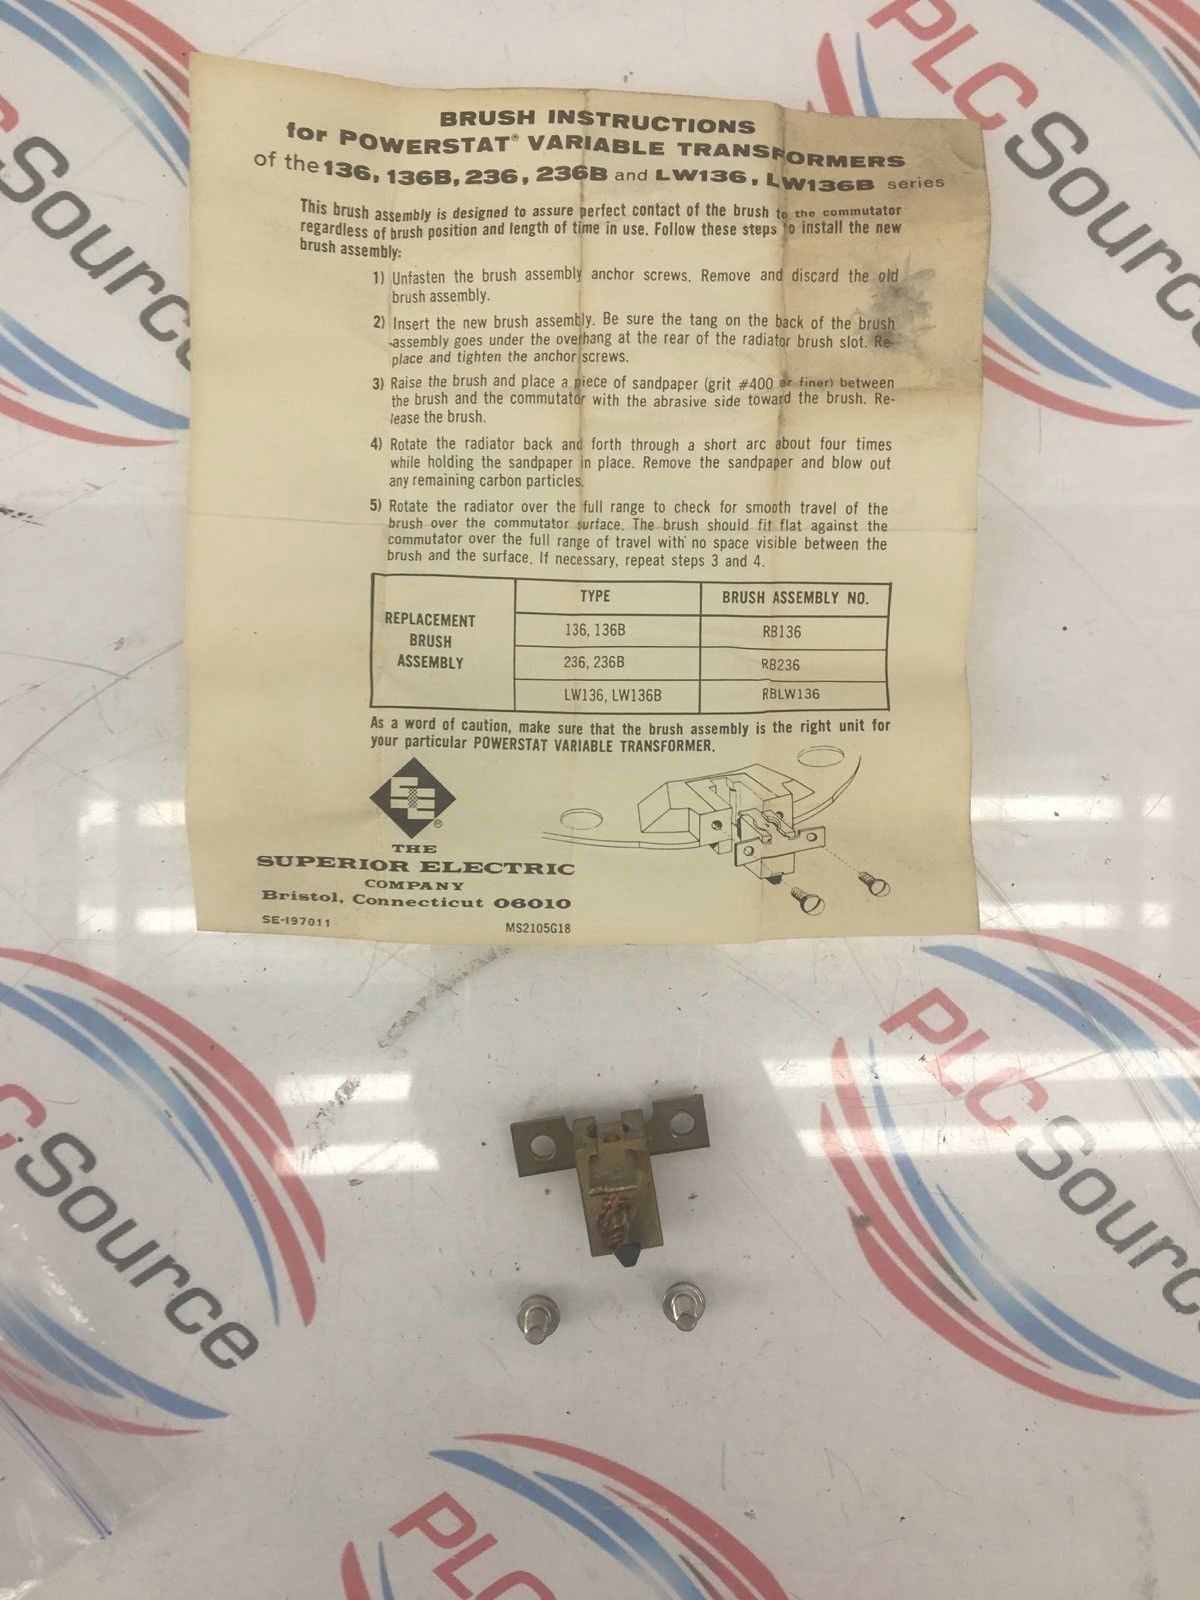 BRUSH INSTRUCTIONS
for POWERSTAT® VARIABLE TRANSFORMERS
of the 136, 136B, 236, 236B and LW136, LW136B series
This brush assembly is designed to assure perfect contact of the brush to the commutator
regardless of brush position and length of time in use. Follow these steps to install the new
brush assembly:
1) Unfasten the brush assembly anchor screws. Remove and discard the old
brush assembly.
2) Insert the new brush assembly. Be sure the tang on the back of the brush
assembly goes under the overhang at the rear of the radiator brush slot. Re-
place and tighten the anchor screws.
3) Raise the brush and place a piece of sandpaper (grit #400 or finer) between
the brush and the commutator with the abrasive side toward the brush. Re-
lease the brush.
4) Rotate the radiator back and forth through a short arc about four times
while holding the sandpaper in place. Remove the sandpaper and blow out
any remaining carbon particles.
5) Rotate the radiator over the full range to check for smooth travel of the
brush over the commutator surface. The brush should fit flat against the
commutator over the full range of travel with no space visible between the
brush and the surface. If necessary, repeat steps 3 and 4.
REPLACEMENT
BRUSH
ASSEMBLY
TYPE BRUSH ASSEMBLY NO.
136, 136B RB136
236, 236B RB236
LW136, LW136B RBLW136
As a word of caution, make sure that the brush assembly is the right unit for
your particular POWERSTAT VARIABLE TRANSFORMER.
SE®
THE
SUPERIOR ELECTRIC
COMPANY
Bristol, Connecticut 06010
SE-I97011 MS2105G18
PLCSource
PLCSource
PLCSource
PLCSource
PLC